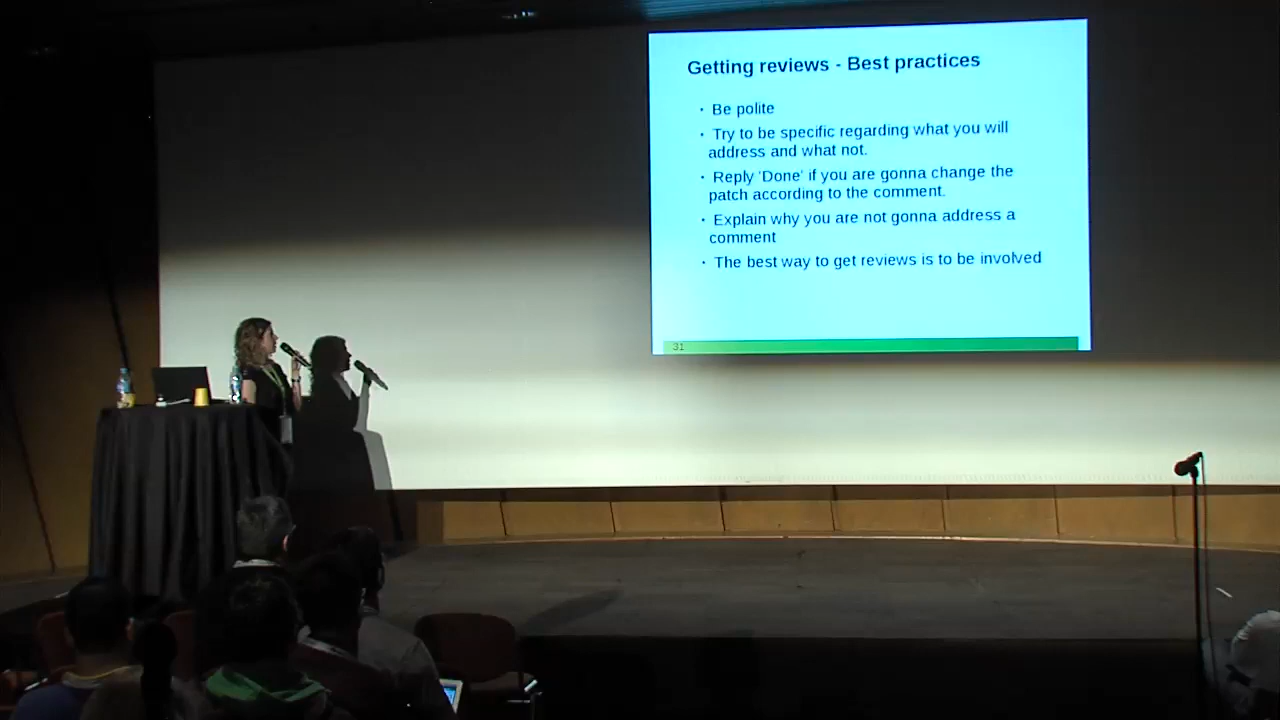 Getting reviews - Best practices
· Be polite
· Try to be specific regarding what you will
address and what not.
· Reply 'Done' if you are gonna change the
patch according to the comment.
· Explain why you are not gonna address a
comment
· The best way to get reviews is to be involved
31